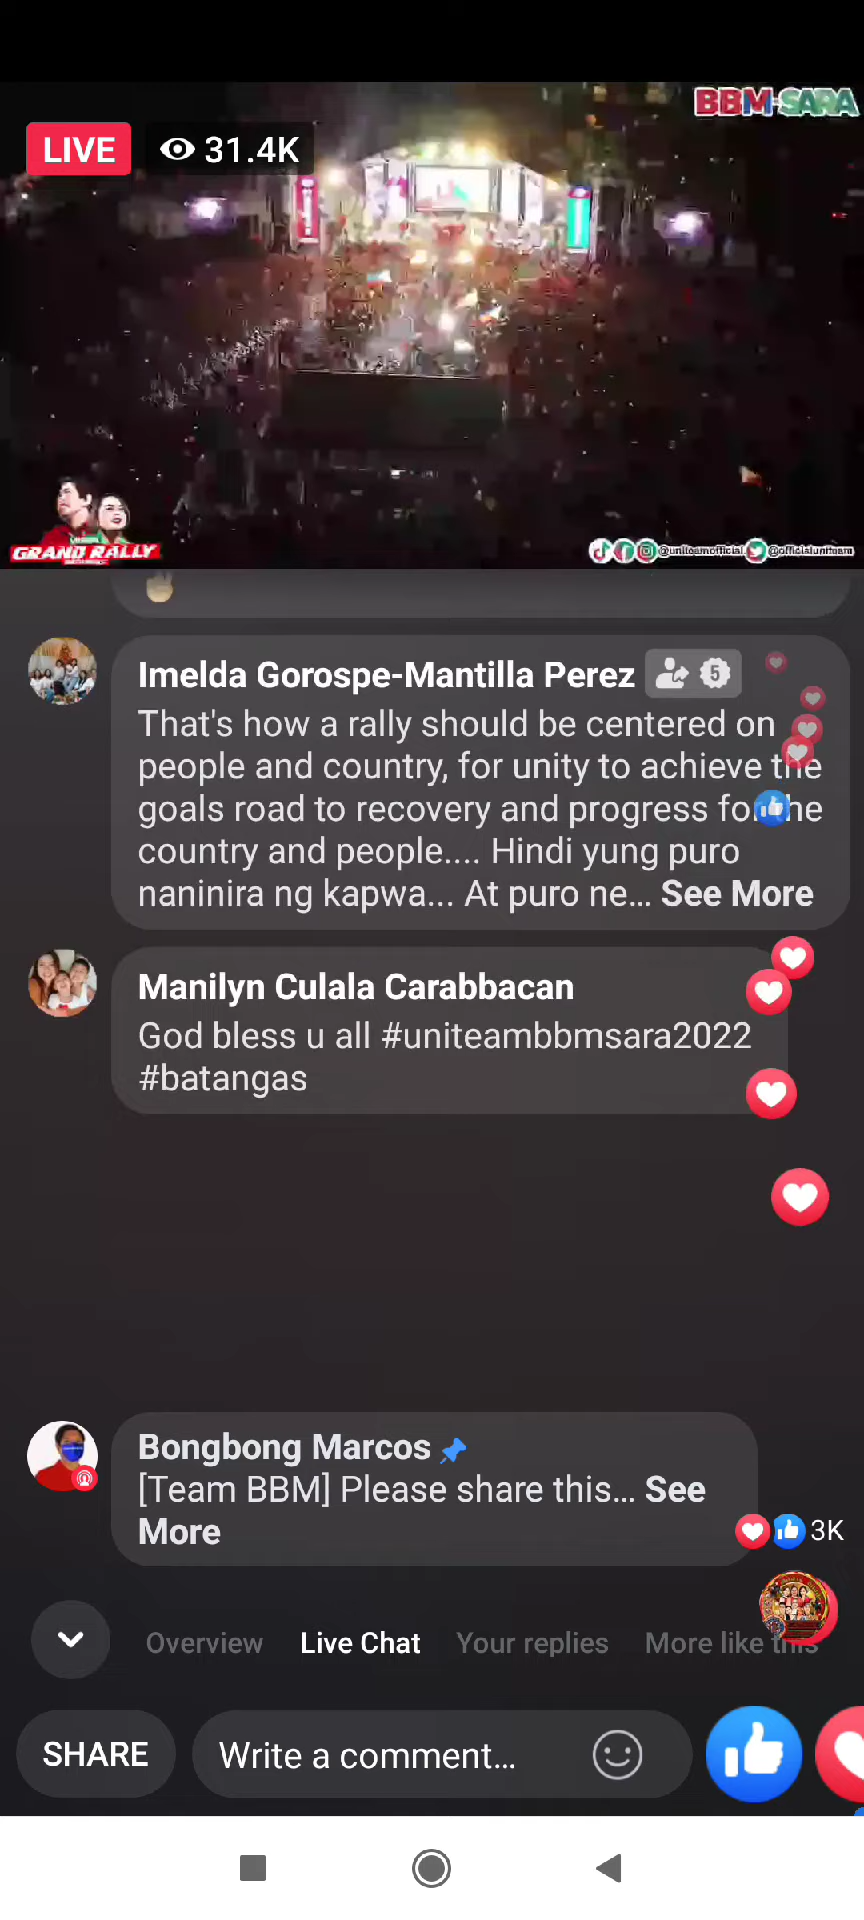 BBM SARA
LIVE
31.4K
GRAND RALLY
@uniteamofficial @officialuniteam
Imelda Gorospe-Mantilla Perez
5
That's how a rally should be centered on
people and country, for unity to achieve the
goals road to recovery and progress for the
country and people.... Hindi yung puro
naninira ng kapwa... At puro ne... See More
Manilyn Culala Carabbacan
God bless u all #uniteambbmsara2022
#batangas
Bongbong Marcos
[Team BBM] Please share this... See
More
3K
Overview Live Chat Your replies More like this
SHARE Write a comment...